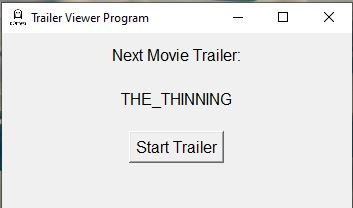 Trailer Viewer Program
Next Movie Trailer:
THE_THINNING
Start Trailer